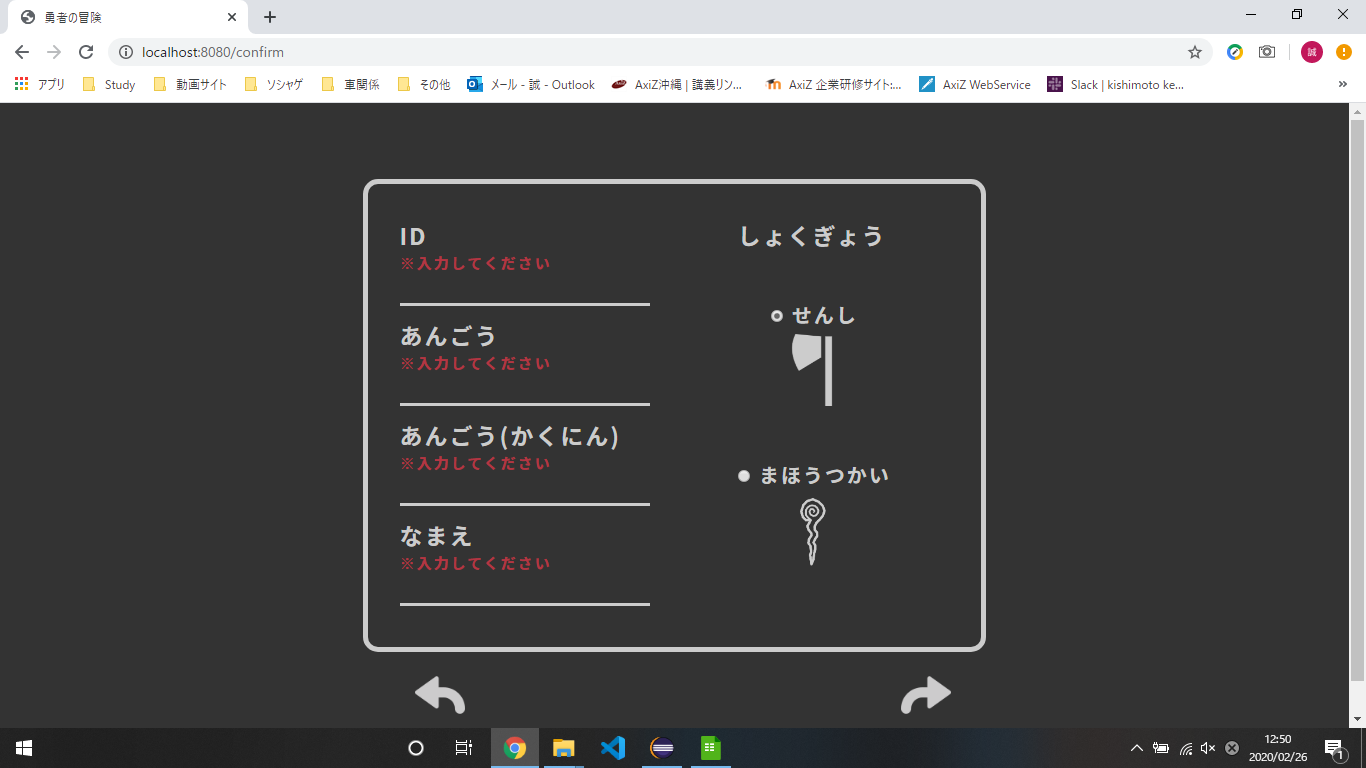 勇者の冒険
localhost:8080/confirm
誠
アプリ
Study
動画サイト
ソシャゲ
車関係
その他
メール - 誠 - Outlook
AxiZ沖縄 | 講義リン...
AxiZ 企業研修サイト:...
AxiZ WebService
Slack | kishimoto ke...
»
ID
※入力してください
あんごう
※入力してください
あんごう(かくにん)
※入力してください
なまえ
※入力してください
しょくぎょう
せんし
まほうつかい
12:50
2020/02/26
1